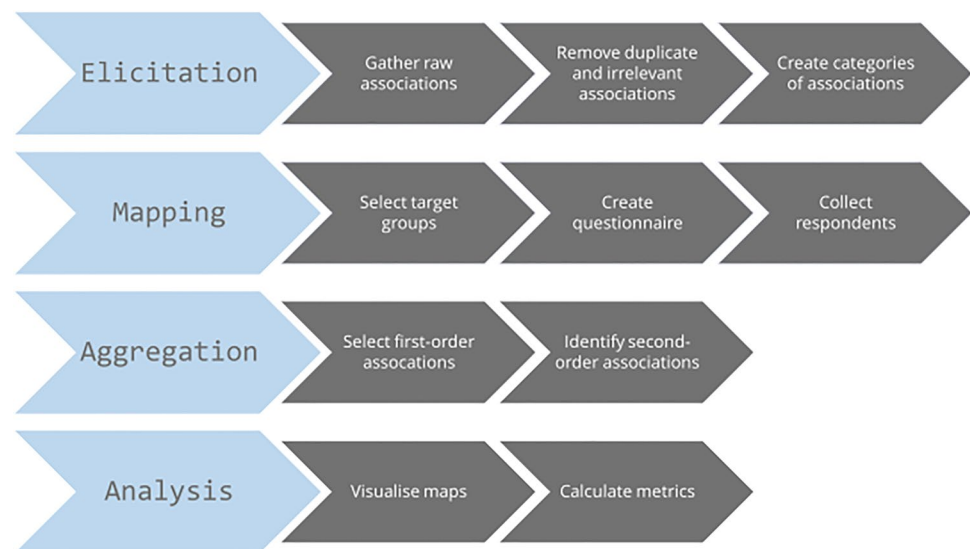 Elicitation
Gather raw
associations
Remove duplicate
and irrelevant
associations
Create categories
of associations
Mapping
Select target
groups
Create
questionnaire
Collect
respondents
Aggregation
Select first-order
assocations
Identify second-
order associations
Analysis
Visualise maps
Calculate metrics